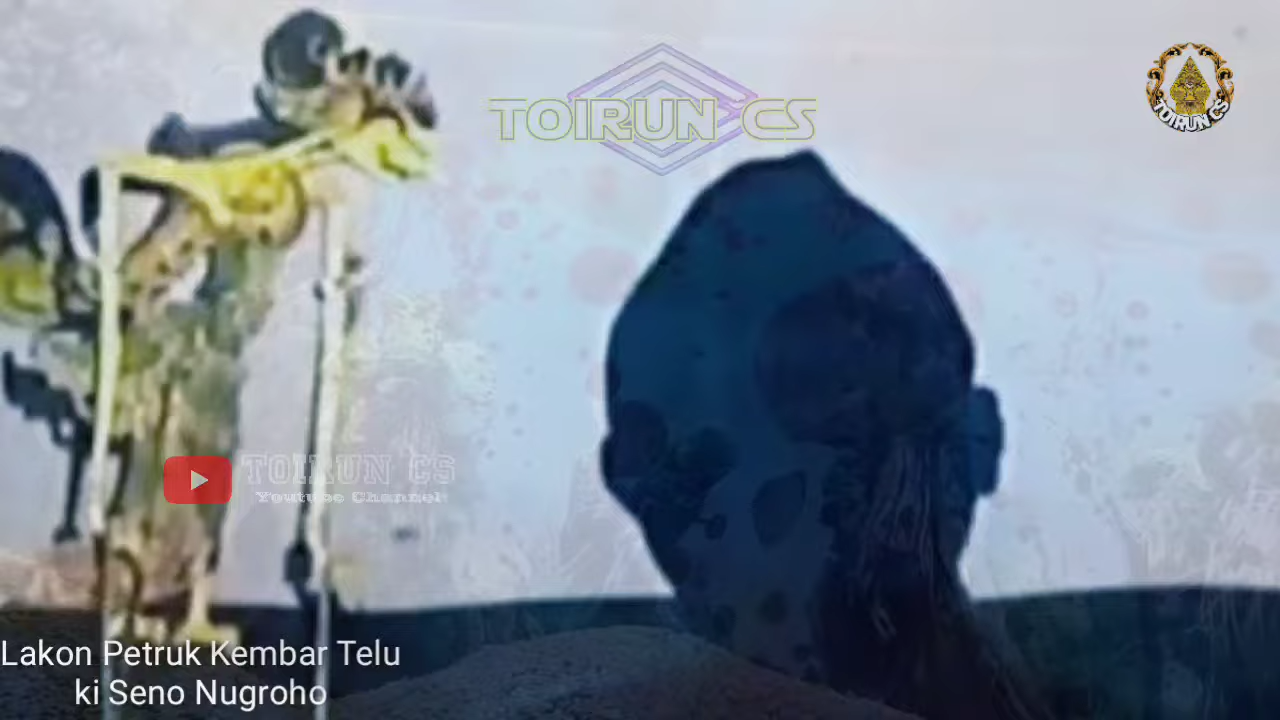 TOIRUN CS
TOIRUN CS
TOIRUN CS
Youtube Channel
Lakon Petruk Kembar Telu
ki Seno Nugroho